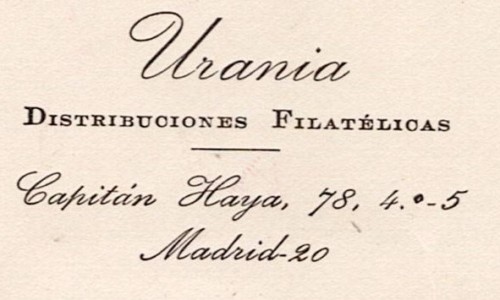 Urania
Distribuciones Filatélicas
Capitán Haya, 78, 4.º-5
Madrid-20